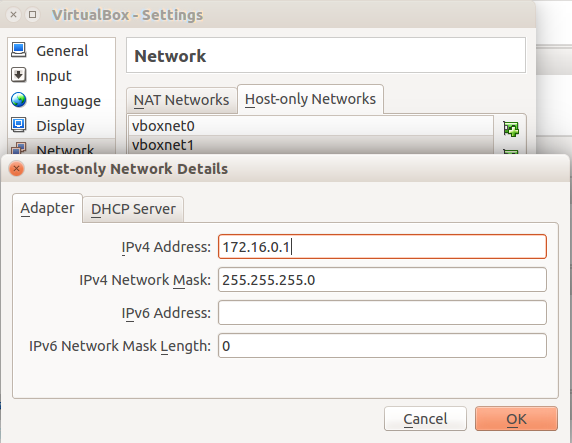 VirtualBox - Settings
General
Input
Language
Display
Network
Network
NAT Networks
Host-only Networks
vboxnet0
vboxnet1
Host-only Network Details
Adapter
DHCP Server
IPv4 Address: 172.16.0.1
IPv4 Network Mask: 255.255.255.0
IPv6 Address:
IPv6 Network Mask Length: 0
Cancel
OK